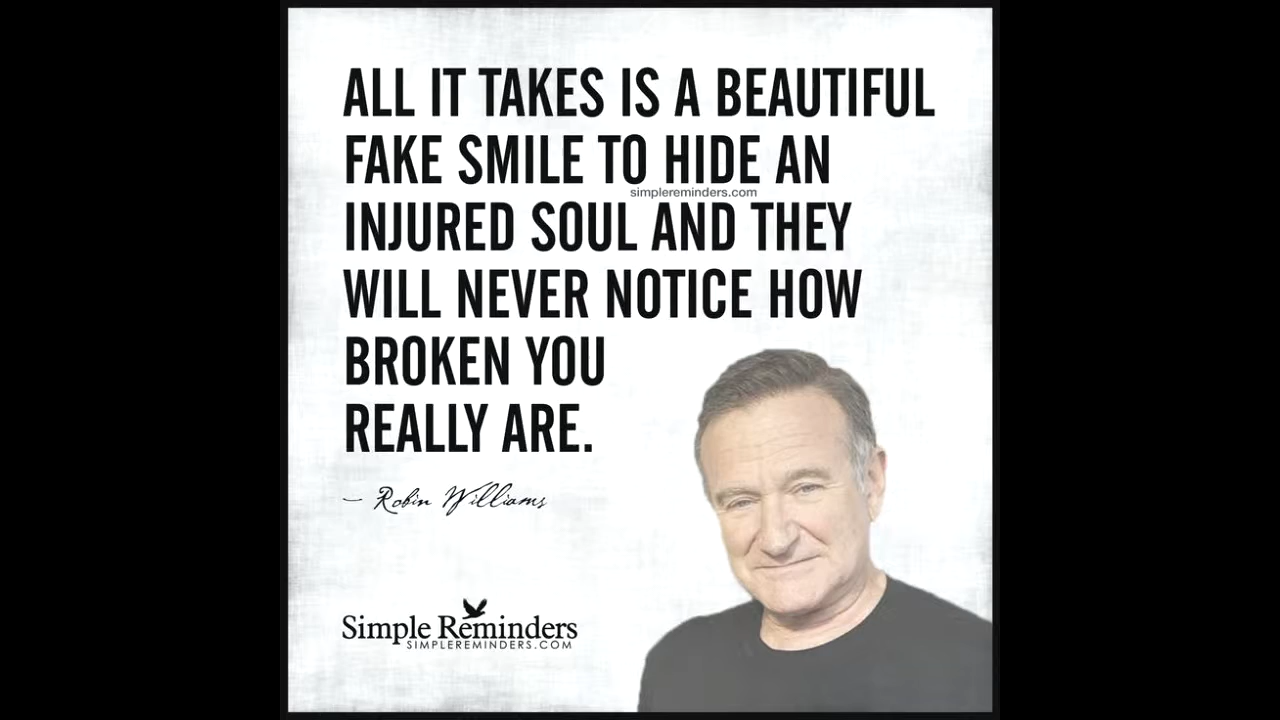 ALL IT TAKES IS A BEAUTIFUL
FAKE SMILE TO HIDE AN
simplereminders.com
INJURED SOUL AND THEY
WILL NEVER NOTICE HOW
BROKEN YOU
REALLY ARE.
— Robin Williams
Simple Reminders
SIMPLEREMINDERS.COM